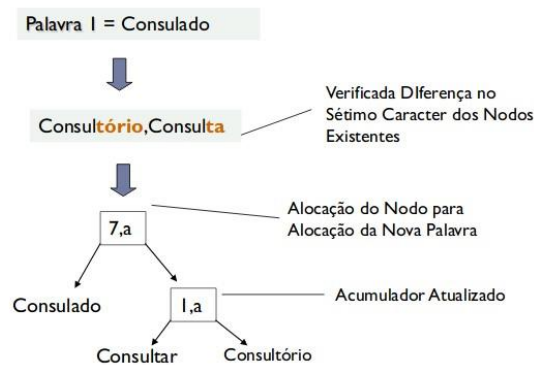 Palavra 1 = Consulado
Verificada DIferença no
Sétimo Caracter dos Nodos
Existentes
Consultório,Consulta
Alocação do Nodo para
Alocação da Nova Palavra
7,a
Consulado
1,a
Acumulador Atualizado
Consultar
Consultório